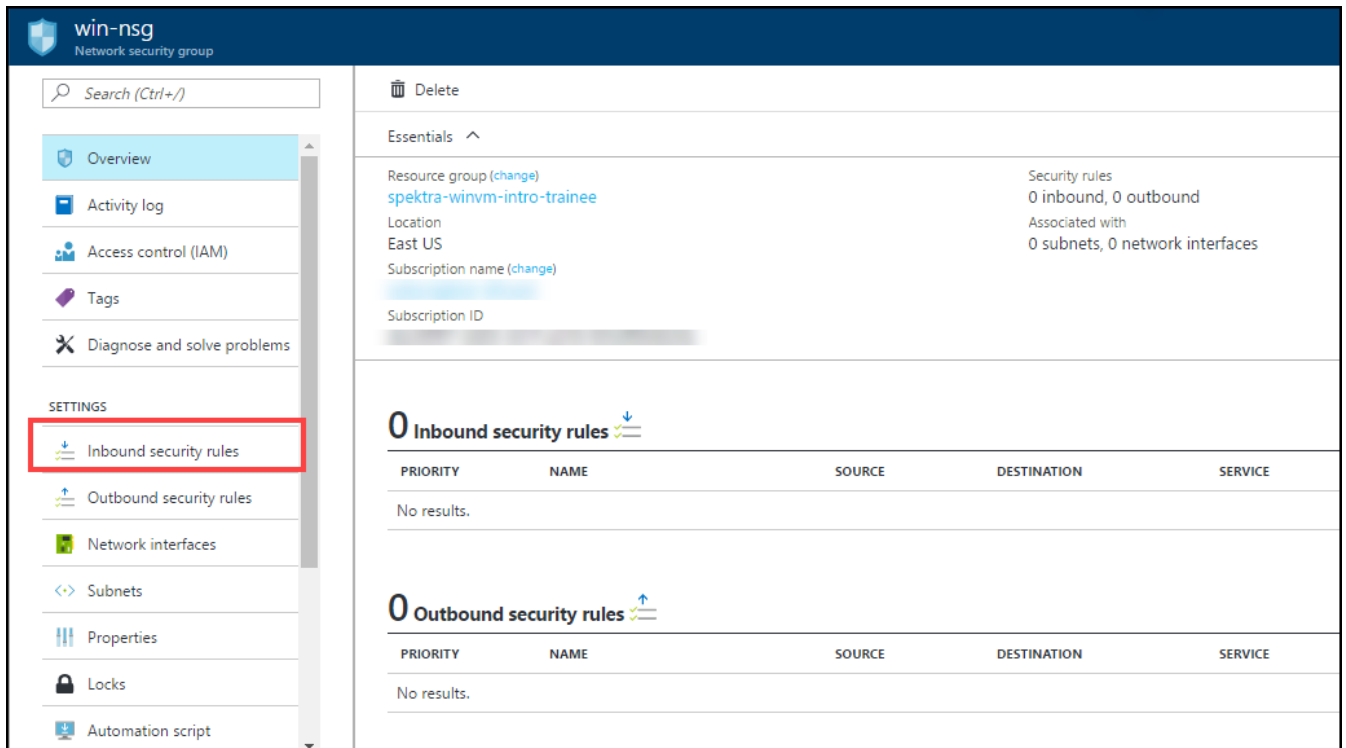 win-nsg
Network security group
Search (Ctrl+/)
Overview
Activity log
Access control (IAM)
Tags
Diagnose and solve problems
SETTINGS
Inbound security rules
Outbound security rules
Network interfaces
Subnets
Properties
Locks
Automation script
Delete
Essentials
Resource group (change)
spektra-winvm-intro-trainee
Location
East US
Subscription name (change)
Subscription ID
Security rules
0 inbound, 0 outbound
Associated with
0 subnets, 0 network interfaces
0 Inbound security rules
PRIORITY NAME SOURCE DESTINATION SERVICE
No results.
0 Outbound security rules
PRIORITY NAME SOURCE DESTINATION SERVICE
No results.